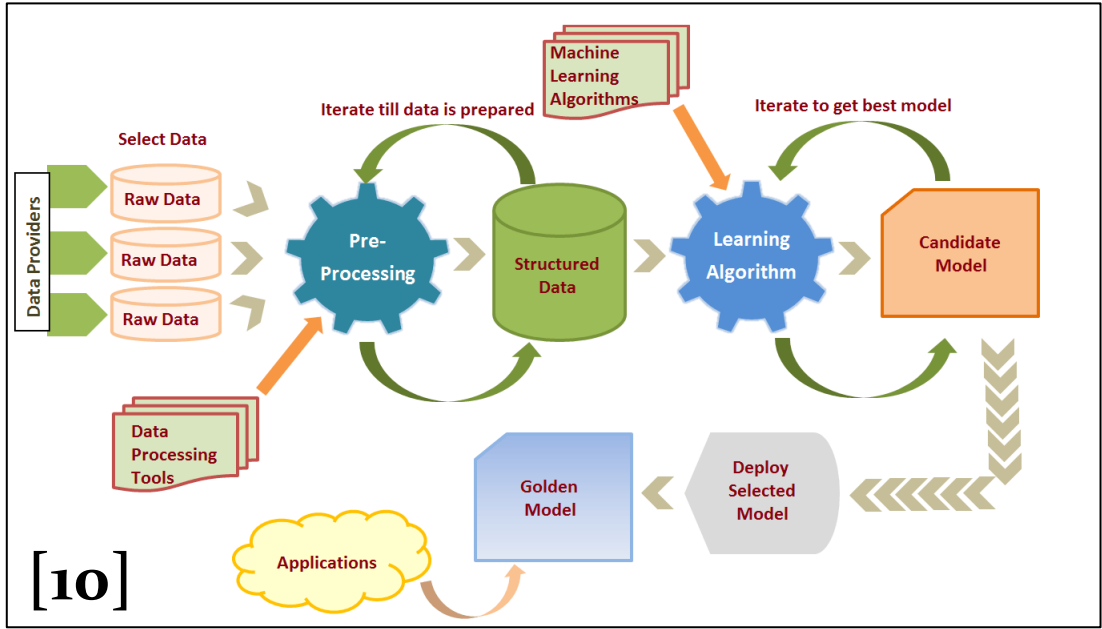 Machine
Learning
Algorithms
Iterate till data is prepared
Iterate to get best model
Select Data
Data Providers
Raw Data
Raw Data
Raw Data
Pre-
Processing
Structured
Data
Learning
Algorithm
Candidate
Model
Data
Processing
Tools
Golden
Model
Deploy
Selected
Model
Applications
[10]